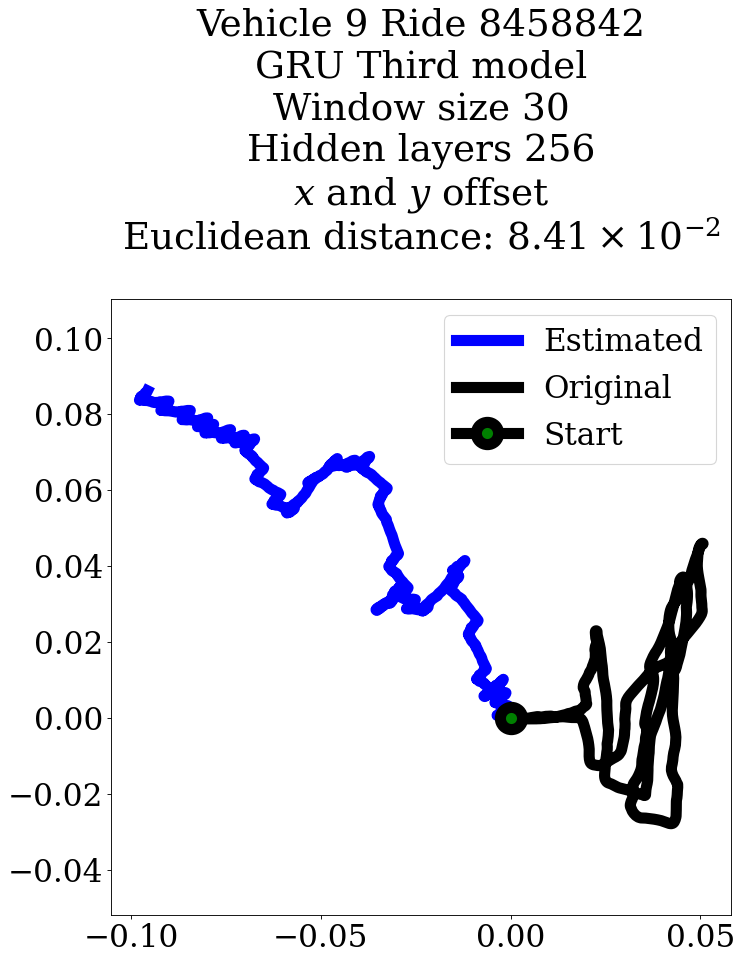 Vehicle 9 Ride 8458842
GRU Third model
Window size 30
Hidden layers 256
x and y offset
Euclidean distance: 8.41 × 10⁻²
Estimated
Original
Start
0.10
0.08
0.06
0.04
0.02
0.00
−0.02
−0.04
−0.10 −0.05 0.00 0.05